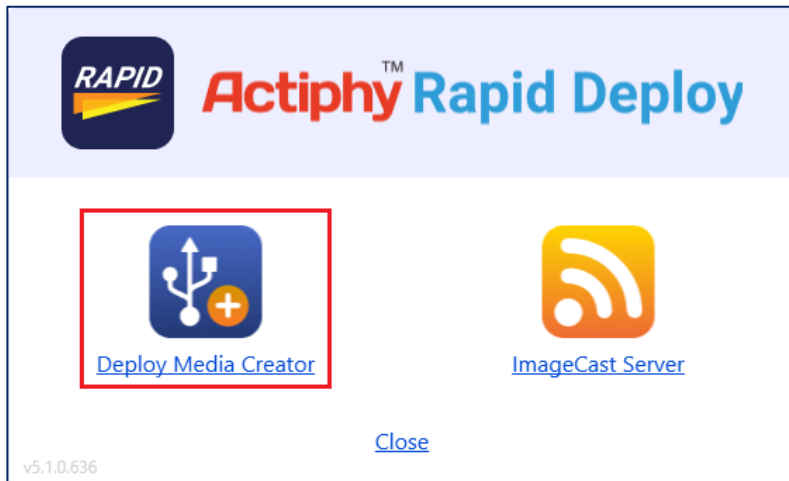 RAPID
Actiphy™ Rapid Deploy
Deploy Media Creator
ImageCast Server
Close
v5.1.0.636